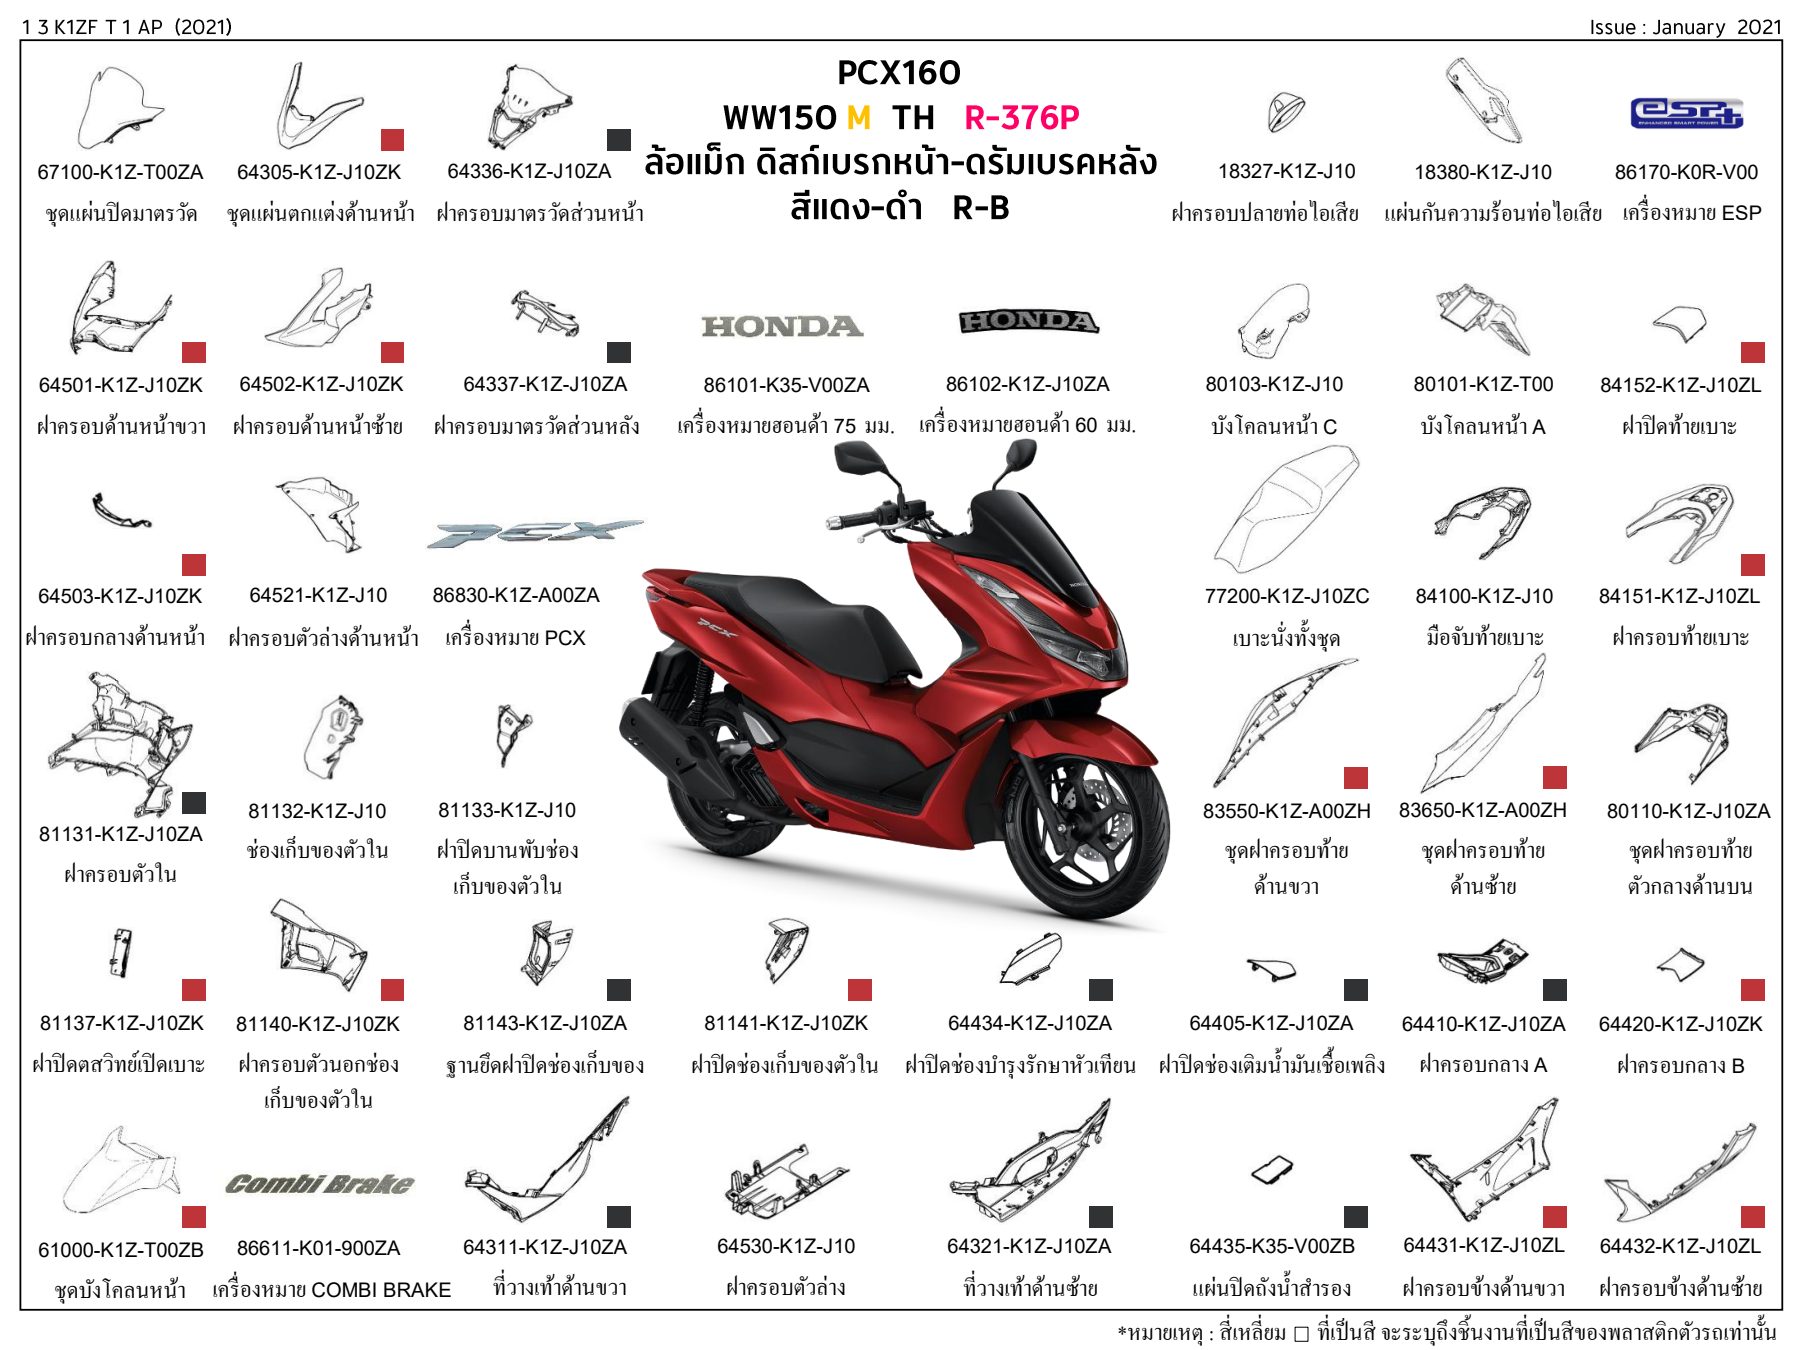 1 3 K1ZF T 1 AP (2021)
Issue : January 2021
PCX160
WW150 M TH R-376P
ล้อแม็ก ดิสก์เบรกหน้า-ดรัมเบรคหลัง
สีแดง-ดำ R-B
67100-K1Z-T00ZA
ชุดแผ่นปิดมาตรวัด
64305-K1Z-J10ZK
ชุดแผ่นตกแต่งด้านหน้า
64336-K1Z-J10ZA
ฝาครอบมาตรวัดส่วนหน้า
18327-K1Z-J10
ฝาครอบปลายท่อไอเสีย
18380-K1Z-J10
แผ่นกันความร้อนท่อไอเสีย
eSP+
ENHANCED SMART POWER
86170-K0R-V00
เครื่องหมาย ESP
64501-K1Z-J10ZK
ฝาครอบด้านหน้าขวา
64502-K1Z-J10ZK
ฝาครอบด้านหน้าซ้าย
64337-K1Z-J10ZA
ฝาครอบมาตรวัดส่วนหลัง
HONDA
86101-K35-V00ZA
เครื่องหมายฮอนด้า 75 มม.
HONDA
86102-K1Z-J10ZA
เครื่องหมายฮอนด้า 60 มม.
80103-K1Z-J10
บังโคลนหน้า C
80101-K1Z-T00
บังโคลนหน้า A
84152-K1Z-J10ZL
ฝาปิดท้ายเบาะ
64503-K1Z-J10ZK
ฝาครอบกลางด้านหน้า
64521-K1Z-J10
ฝาครอบตัวล่างด้านหน้า
PCX
86830-K1Z-A00ZA
เครื่องหมาย PCX
HONDA
PCX
77200-K1Z-J10ZC
เบาะนั่งทั้งชุด
84100-K1Z-J10
มือจับท้ายเบาะ
84151-K1Z-J10ZL
ฝาครอบท้ายเบาะ
81131-K1Z-J10ZA
ฝาครอบตัวใน
81132-K1Z-J10
ช่องเก็บของตัวใน
81133-K1Z-J10
ฝาปิดบานพับช่อง
เก็บของตัวใน
83550-K1Z-A00ZH
ชุดฝาครอบท้าย
ด้านขวา
83650-K1Z-A00ZH
ชุดฝาครอบท้าย
ด้านซ้าย
80110-K1Z-J10ZA
ชุดฝาครอบท้าย
ตัวกลางด้านบน
81137-K1Z-J10ZK
ฝาปิดตสวิทย์เปิดเบาะ
81140-K1Z-J10ZK
ฝาครอบตัวนอกช่อง
เก็บของตัวใน
81143-K1Z-J10ZA
ฐานยึดฝาปิดช่องเก็บของ
81141-K1Z-J10ZK
ฝาปิดช่องเก็บของตัวใน
64434-K1Z-J10ZA
ฝาปิดช่องบำรุงรักษาหัวเทียน
64405-K1Z-J10ZA
ฝาปิดช่องเติมน้ำมันเชื้อเพลิง
64410-K1Z-J10ZA
ฝาครอบกลาง A
64420-K1Z-J10ZK
ฝาครอบกลาง B
61000-K1Z-T00ZB
ชุดบังโคลนหน้า
Combi Brake
86611-K01-900ZA
เครื่องหมาย COMBI BRAKE
64311-K1Z-J10ZA
ที่วางเท้าด้านขวา
64530-K1Z-J10
ฝาครอบตัวล่าง
64321-K1Z-J10ZA
ที่วางเท้าด้านซ้าย
64435-K35-V00ZB
แผ่นปิดถังน้ำสำรอง
64431-K1Z-J10ZL
ฝาครอบข้างด้านขวา
64432-K1Z-J10ZL
ฝาครอบข้างด้านซ้าย
*หมายเหตุ : สี่เหลี่ยม □ ที่เป็นสี จะระบุถึงชิ้นงานที่เป็นสีของพลาสติกตัวรถเท่านั้น